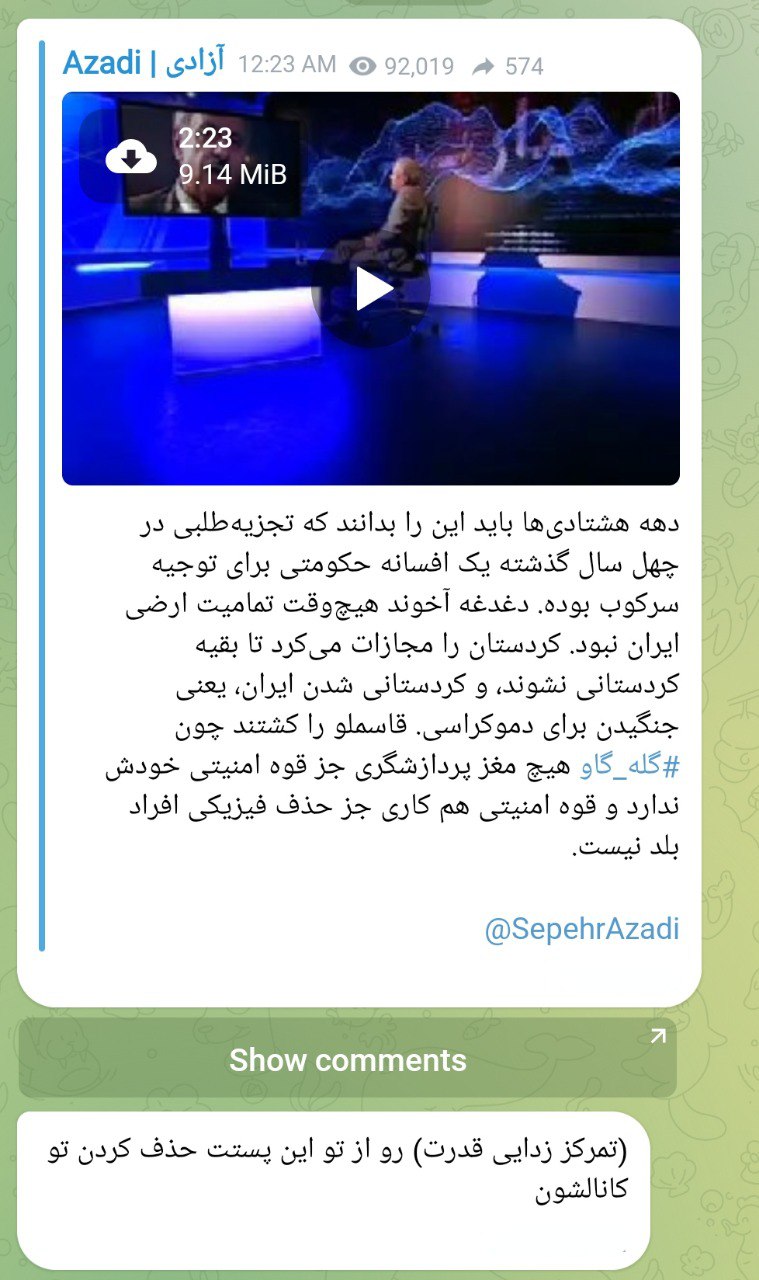 Azadi | آزادی 12:23 AM 92,019 574
2:23
9.14 MiB
دهه هشتادی‌ها باید این را بدانند که تجزیه‌طلبی در
چهل سال گذشته یک افسانه حکومتی برای توجیه
سرکوب بوده. دغدغه آخوند هیچ‌وقت تمامیت ارضی
ایران نبود. کردستان را مجازات می‌کرد تا بقیه
کردستانی نشوند، و کردستانی شدن ایران، یعنی
جنگیدن برای دموکراسی. قاسملو را کشتند چون
#گله_گاو هیچ مغز پردازشگری جز قوه امنیتی خودش
ندارد و قوه امنیتی هم کاری جز حذف فیزیکی افراد
بلد نیست.
@SepehrAzadi
Show comments
(تمرکز زدایی قدرت) رو از تو این پستت حذف کردن تو
کانالشون